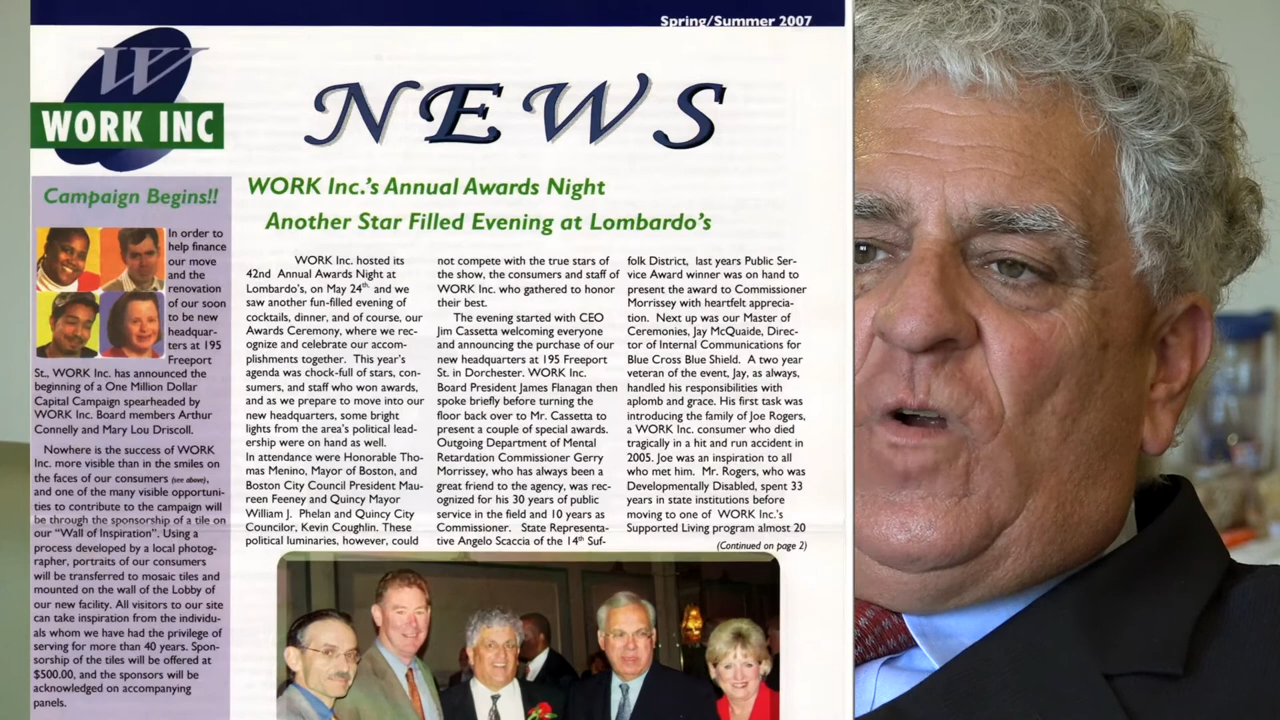 Spring/Summer 2007
W
WORK INC
NEWS
Campaign Begins!!
In order to
help finance
our move
and the
renovation
of our soon
to be new
headquar-
ters at 195
Freeport
St., WORK Inc. has announced the
beginning of a One Million Dollar
Capital Campaign spearheaded by
WORK Inc. Board members Arthur
Connelly and Mary Lou Driscoll.
Nowhere is the success of WORK
Inc. more visible than in the smiles on
the faces of our consumers (see above),
and one of the many visible opportuni-
ties to contribute to the campaign will
be through the sponsorship of a tile on
our “Wall of Inspiration”. Using a
process developed by a local photog-
rapher, portraits of our consumers
will be transferred to mosaic tiles and
mounted on the wall of the Lobby of
our new facility. All visitors to our site
can take inspiration from the individu-
als whom we have had the privilege of
serving for more than 40 years. Spon-
sorship of the tiles will be offered at
$500.00, and the sponsors will be
acknowledged on accompanying
panels.
WORK Inc.’s Annual Awards Night
Another Star Filled Evening at Lombardo’s
WORK Inc. hosted its
42nd Annual Awards Night at
Lombardo’s, on May 24th. and we
saw another fun-filled evening of
cocktails, dinner, and of course, our
Awards Ceremony, where we rec-
ognize and celebrate our accom-
plishments together. This year’s
agenda was chock-full of stars, con-
sumers, and staff who won awards,
and as we prepare to move into our
new headquarters, some bright
lights from the area’s political lead-
ership were on hand as well.
In attendance were Honorable Tho-
mas Menino, Mayor of Boston, and
Boston City Council President Mau-
reen Feeney and Quincy Mayor
William J. Phelan and Quincy City
Councilor, Kevin Coughlin. These
political luminaries, however, could
not compete with the true stars of
the show, the consumers and staff of
WORK Inc. who gathered to honor
their best.
The evening started with CEO
Jim Cassetta welcoming everyone
and announcing the purchase of our
new headquarters at 195 Freeport
St. in Dorchester. WORK Inc.
Board President James Flanagan then
spoke briefly before turning the
floor back over to Mr. Cassetta to
present a couple of special awards.
Outgoing Department of Mental
Retardation Commissioner Gerry
Morrissey, who has always been a
great friend to the agency, was rec-
ognized for his 30 years of public
service in the field and 10 years as
Commissioner. State Representa-
tive Angelo Scaccia of the 14th Suf-
folk District, last years Public Ser-
vice Award winner was on hand to
present the award to Commissioner
Morrissey with heartfelt apprecia-
tion. Next up was our Master of
Ceremonies, Jay McQuaide, Direc-
tor of Internal Communications for
Blue Cross Blue Shield. A two year
veteran of the event, Jay, as always,
handled his responsibilities with
aplomb and grace. His first task was
introducing the family of Joe Rogers,
a WORK Inc. consumer who died
tragically in a hit and run accident in
2005. Joe was an inspiration to all
who met him. Mr. Rogers, who was
Developmentally Disabled, spent 33
years in state institutions before
moving to one of WORK Inc.’s
Supported Living program almost 20
(Continued on page 2)